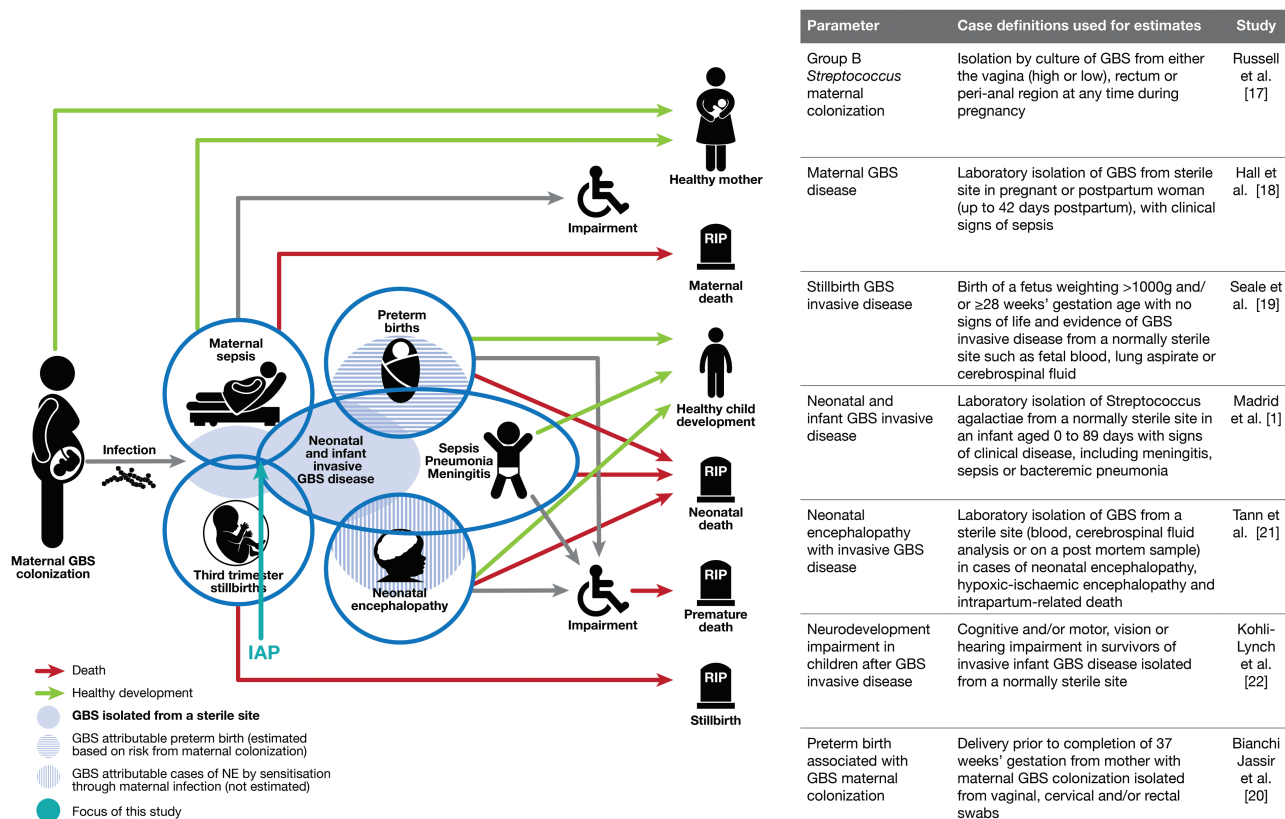 Healthy mother
Impairment
RIP
Maternal
death
Preterm
births
Maternal
sepsis
Healthy child
development
Neonatal
and infant
invasive
GBS disease
Sepsis
Pneumonia
Meningitis
Infection
RIP
Neonatal
death
Maternal GBS
colonization
Third trimester
stillbirths
Neonatal
encephalopathy
Impairment
RIP
Premature
death
IAP
RIP
Stillbirth
Death
Healthy development
GBS isolated from a sterile site
GBS attributable preterm birth (estimated
based on risk from maternal colonization)
GBS attributable cases of NE by sensitisation
through maternal infection (not estimated)
Focus of this study
Parameter Case definitions used for estimates Study
Group B
Streptococcus
maternal
colonization
Isolation by culture of GBS from either
the vagina (high or low), rectum or
peri-anal region at any time during
pregnancy
Russell
et al.
[17]
Maternal GBS
disease
Laboratory isolation of GBS from sterile
site in pregnant or postpartum woman
(up to 42 days postpartum), with clinical
signs of sepsis
Hall et
al. [18]
Stillbirth GBS
invasive disease
Birth of a fetus weighting >1000g and/
or ≥28 weeks' gestation age with no
signs of life and evidence of GBS
invasive disease from a normally sterile
site such as fetal blood, lung aspirate or
cerebrospinal fluid
Seale et
al. [19]
Neonatal and
infant GBS invasive
disease
Laboratory isolation of Streptococcus
agalactiae from a normally sterile site in
an infant aged 0 to 89 days with signs
of clinical disease, including meningitis,
sepsis or bacteremic pneumonia
Madrid
et al. [1]
Neonatal
encephalopathy
with invasive GBS
disease
Laboratory isolation of GBS from a
sterile site (blood, cerebrospinal fluid
analysis or on a post mortem sample)
in cases of neonatal encephalopathy,
hypoxic-ischaemic encephalopathy and
intrapartum-related death
Tann et
al. [21]
Neurodevelopment
impairment in
children after GBS
invasive disease
Cognitive and/or motor, vision or
hearing impairment in survivors of
invasive infant GBS disease isolated
from a normally sterile site
Kohli-
Lynch
et al.
[22]
Preterm birth
associated with
GBS maternal
colonization
Delivery prior to completion of 37
weeks' gestation from mother with
maternal GBS colonization isolated
from vaginal, cervical and/or rectal
swabs
Bianchi
Jassir
et al.
[20]